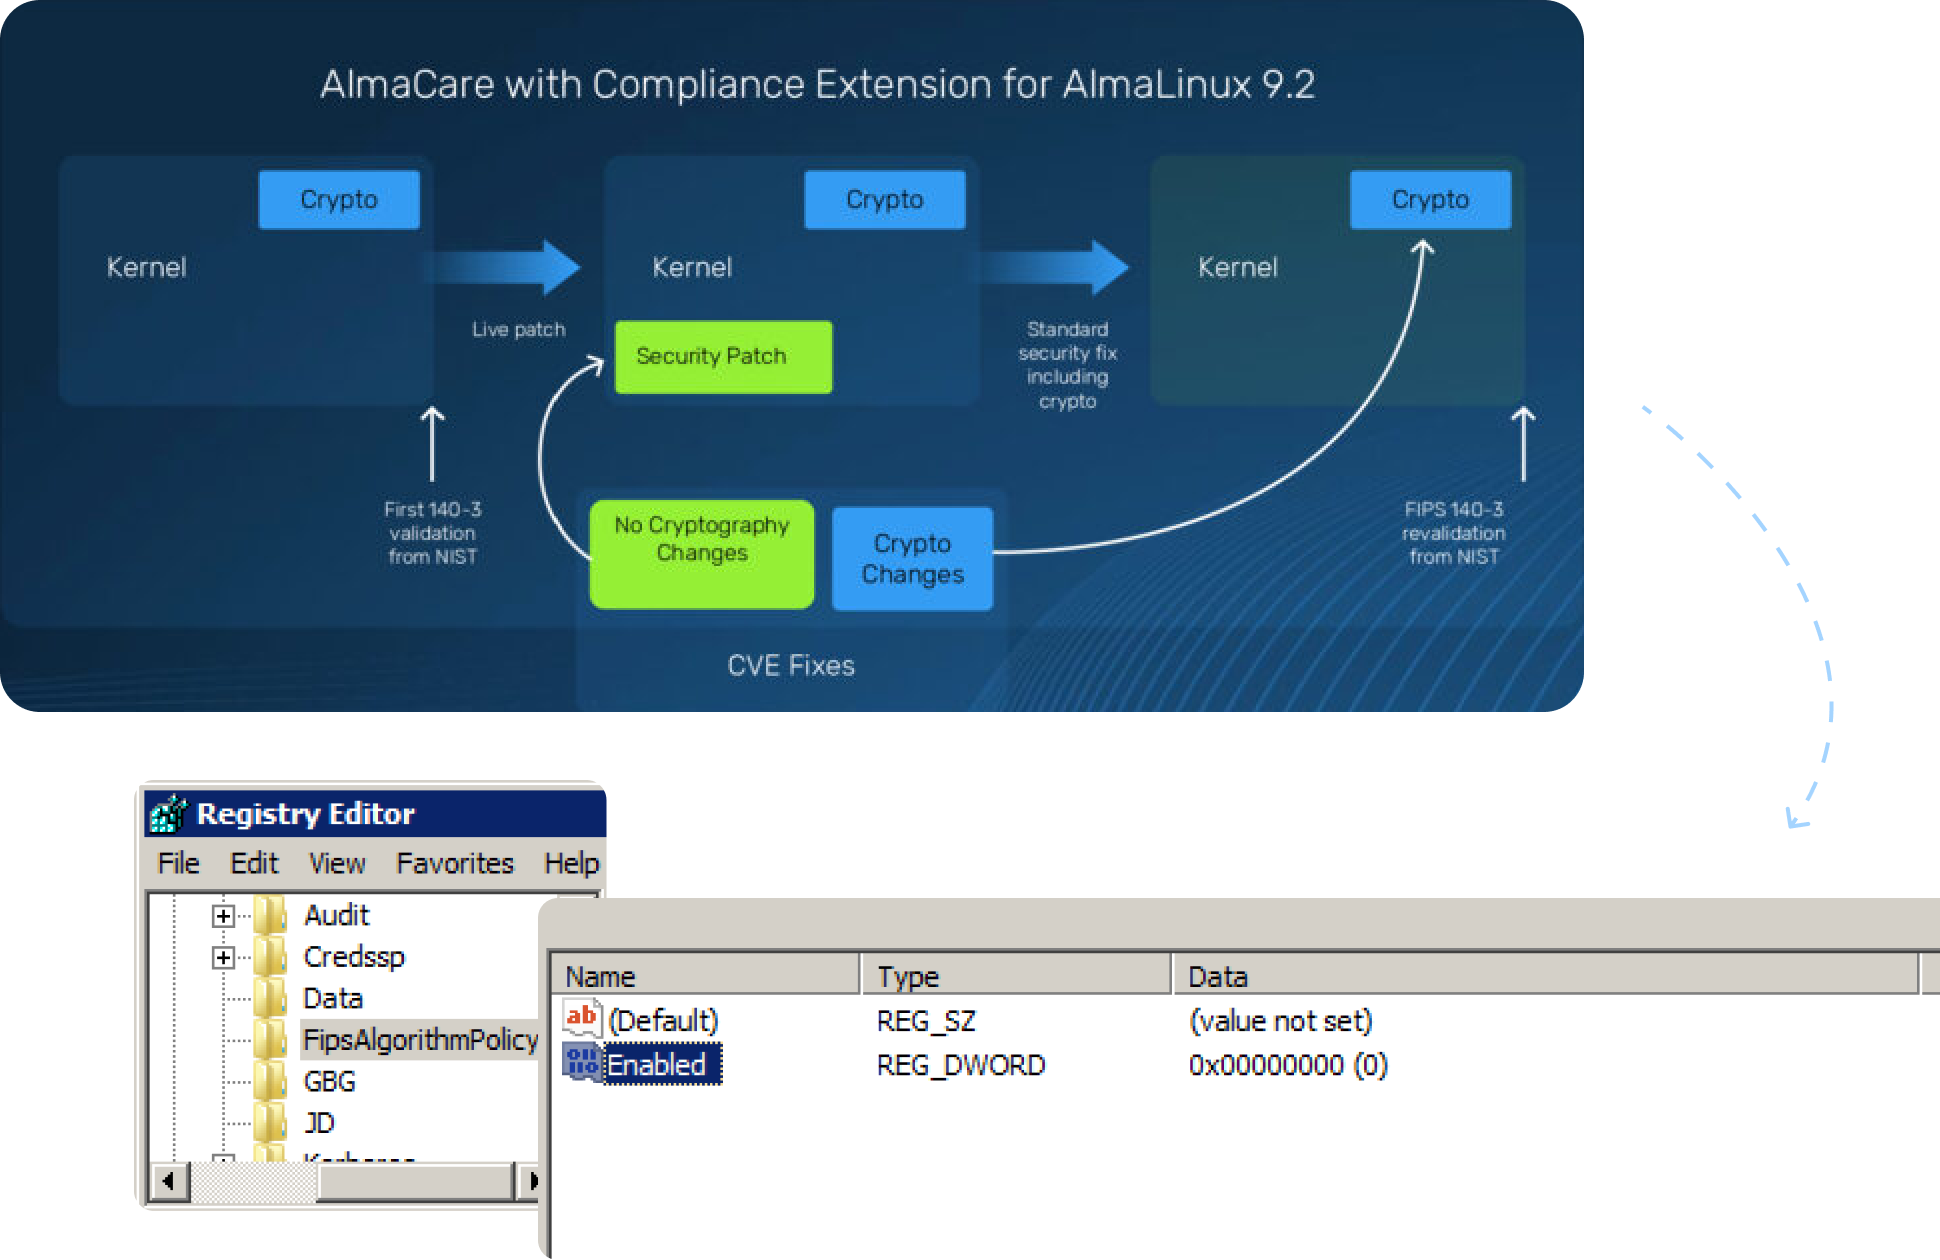 AlmaCare with Compliance Extension for AlmaLinux 9.2
Crypto
Kernel
Live patch
Crypto
Kernel
Security Patch
Standard
security fix
including
crypto
Crypto
Kernel
First 140-3
validation
from NIST
No Cryptography
Changes
Crypto
Changes
FIPS 140-3
revalidation
from NIST
CVE Fixes
Registry Editor
File Edit View Favorites Help
Audit
Credssp
Data
FipsAlgorithmPolicy
GBG
JD
Name Type Data
ab (Default) REG_SZ (value not set)
Enabled REG_DWORD 0x00000000 (0)